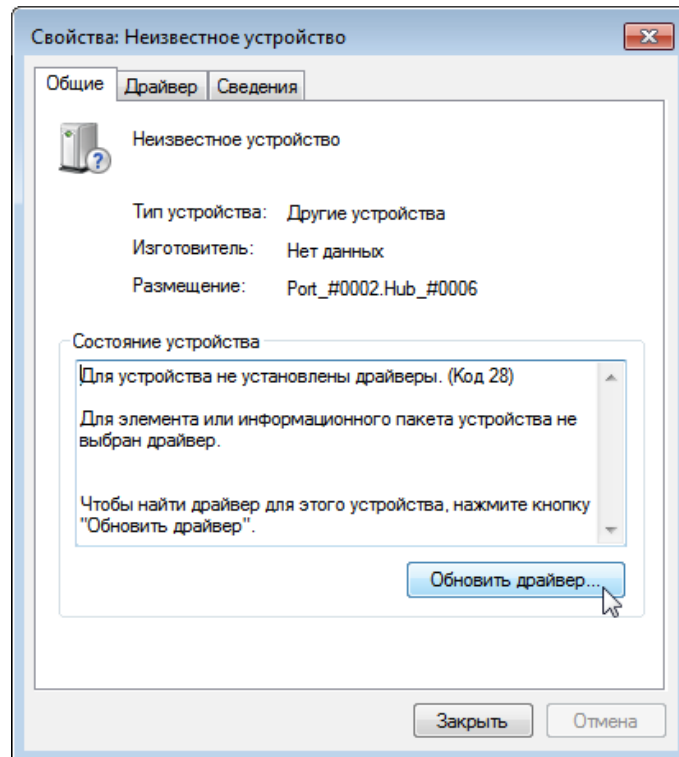 Свойства: Неизвестное устройство
Общие Драйвер Сведения
Неизвестное устройство
Тип устройства: Другие устройства
Изготовитель: Нет данных
Размещение: Port_#0002.Hub_#0006
Состояние устройства
Для устройства не установлены драйверы. (Код 28)
Для элемента или информационного пакета устройства не
выбран драйвер.
Чтобы найти драйвер для этого устройства, нажмите кнопку
"Обновить драйвер".
Обновить драйвер...
Закрыть Отмена